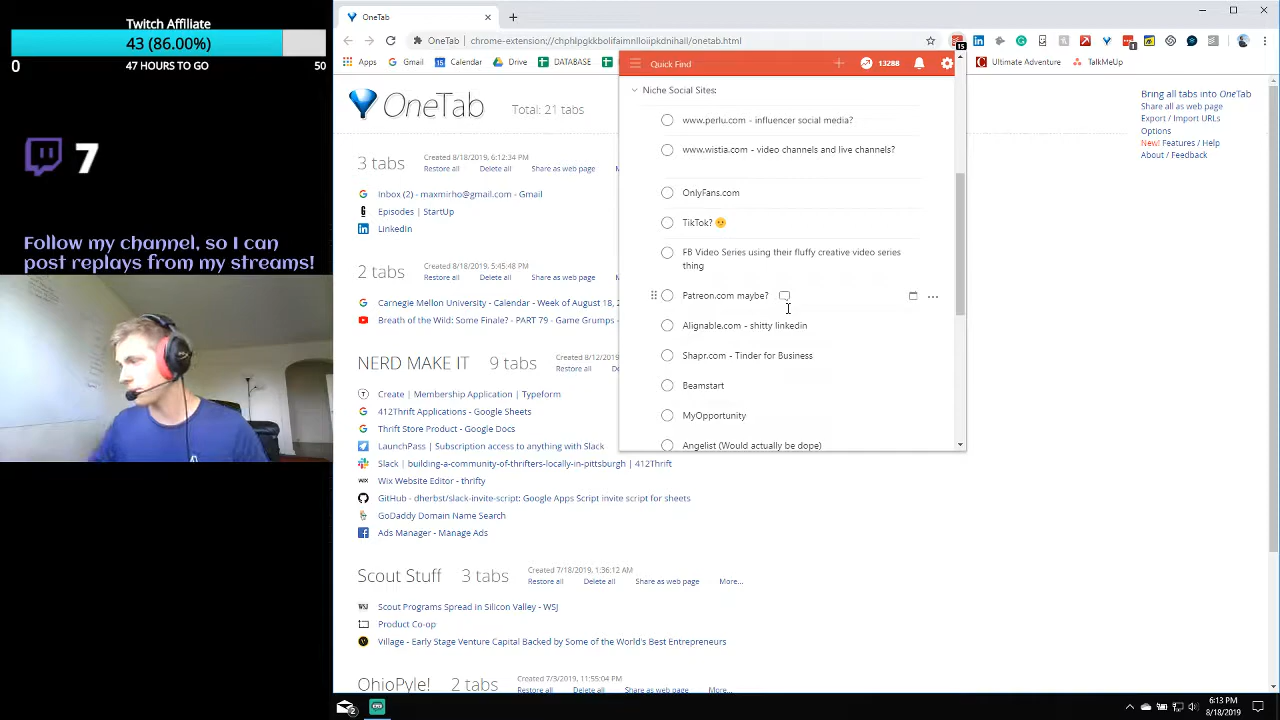 Twitch Affiliate
43 (86.00%)
0
47 HOURS TO GO
50
7
Follow my channel, so I can
post replays from my streams!
OneTab
OneTab
chrome-extension://chphlpgkkbolifaimnlloiipkdnihall/onetab.html
15
1
Apps
Gmail
Calendar
Drive
DATABASE
Ultimate Adventure
TalkMeUp
OneTab
Total: 21 tabs
Bring all tabs into OneTab
Share all as web page
Export / Import URLs
Options
New! Features / Help
About / Feedback
3 tabs
Created 8/18/2019, 6:12:34 PM
Restore all
Delete all
Share as web page
Inbox (2) - maxmirho@gmail.com - Gmail
Episodes | StartUp
LinkedIn
2 tabs
Created 8/18/2019, 5:45:48 PM
Restore all
Delete all
Share as web page
Carnegie Mellon University - Calendar - Week of August 18, 2
Breath of the Wild: Some Finale? - PART 79 - Game Grumps -
NERD MAKE IT
9 tabs
Created 8/12/2019,
Restore all
Delete all
Create | Membership Application | Typeform
412Thrift Applications - Google Sheets
Thrift Store Product - Google Docs
LaunchPass | Subscription access to anything with Slack
Slack | building-a-community-of-thrifters-locally-in-pittsburgh | 412Thrift
Wix Website Editor - thrifty
GitHub - dherbst/slack-invite-script: Google Apps Script invite script for sheets
GoDaddy Domain Name Search
Ads Manager - Manage Ads
Scout Stuff
3 tabs
Created 7/18/2019, 1:36:12 AM
Restore all
Delete all
Share as web page
More...
Scout Programs Spread in Silicon Valley - WSJ
Product Co-op
Village - Early Stage Venture Capital Backed by Some of the World's Best Entrepreneurs
OhioPyle!
2 tabs
Created 7/3/2019, 11:55:04 PM
Restore all
Delete all
Share as web page
More...
Quick Find
13288
Niche Social Sites:
www.perlu.com - influencer social media?
www.wistia.com - video channels and live channels?
OnlyFans.com
TikTok? 😕
FB Video Series using their fluffy creative video series
thing
Patreon.com maybe?
Alignable.com - shitty linkedin
Shapr.com - Tinder for Business
Beamstart
MyOpportunity
Angelist (Would actually be dope)
2
6:13 PM
8/18/2019